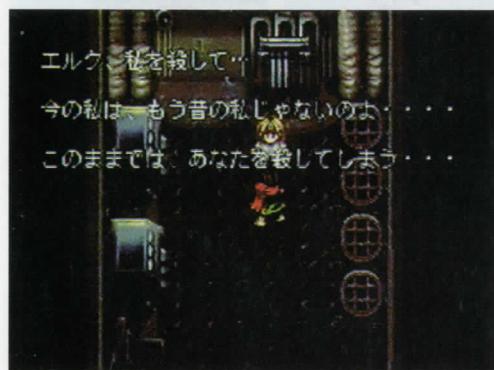 エルク、私を殺して…
今の私は、もう昔の私じゃないのよ・・・・
このままでは、あなたを殺してしまう・・・